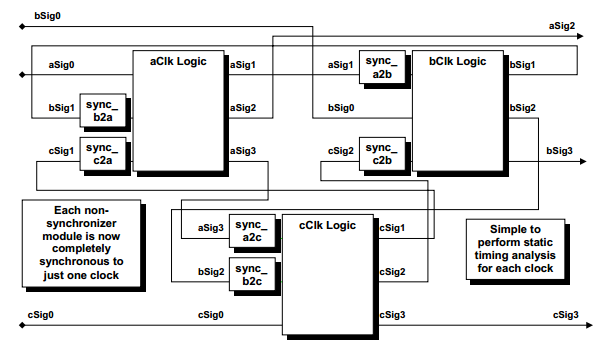 bSig0
aSig2
aSig0
aClk Logic
aSig1
aSig1
sync_
a2b
bClk Logic
bSig1
bSig1
sync_
b2a
aSig2
bSig0
bSig2
cSig1
sync_
c2a
aSig3
cSig2
sync_
c2b
bSig3
Each non-
synchronizer
module is now
completely
synchronous to
just one clock
aSig3
sync_
a2c
cClk Logic
cSig1
bSig2
sync_
b2c
cSig2
Simple to
perform static
timing analysis
for each clock
cSig0
cSig0
cSig3
cSig3